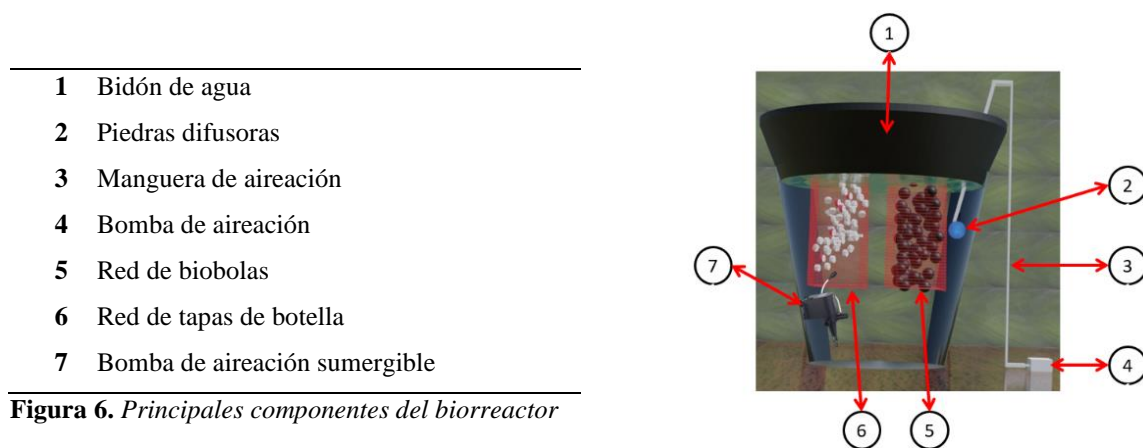 1 Bidón de agua
2 Piedras difusoras
3 Manguera de aireación
4 Bomba de aireación
5 Red de biobolas
6 Red de tapas de botella
7 Bomba de aireación sumergible
Figura 6. Principales componentes del biorreactor
1
2
3
7
4
6
5